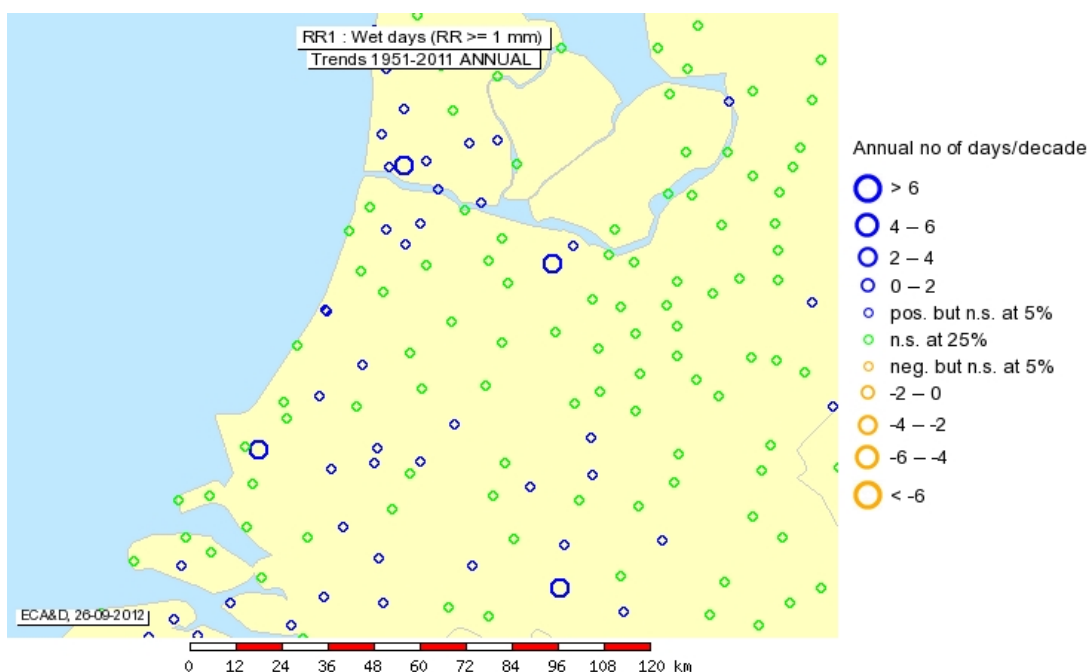 RR1 : Wet days (RR >= 1 mm)
Trends 1951-2011 ANNUAL
Annual no of days/decade
> 6
4 – 6
2 – 4
0 – 2
pos. but n.s. at 5%
n.s. at 25%
neg. but n.s. at 5%
-2 – 0
-4 – -2
-6 – -4
< -6
ECA&D, 26-09-2012
0 12 24 36 48 60 72 84 96 108 120 km